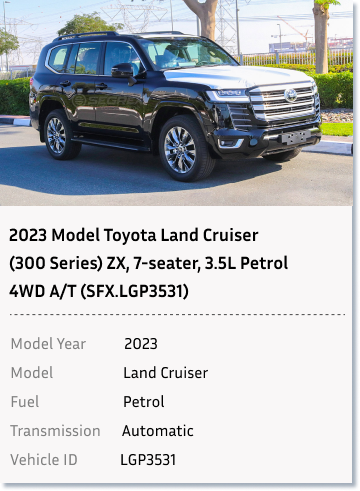 2023 Model Toyota Land Cruiser
(300 Series) ZX, 7-seater, 3.5L Petrol
4WD A/T (SFX.LGP3531)
Model Year 2023
Model Land Cruiser
Fuel Petrol
Transmission Automatic
Vehicle ID LGP3531